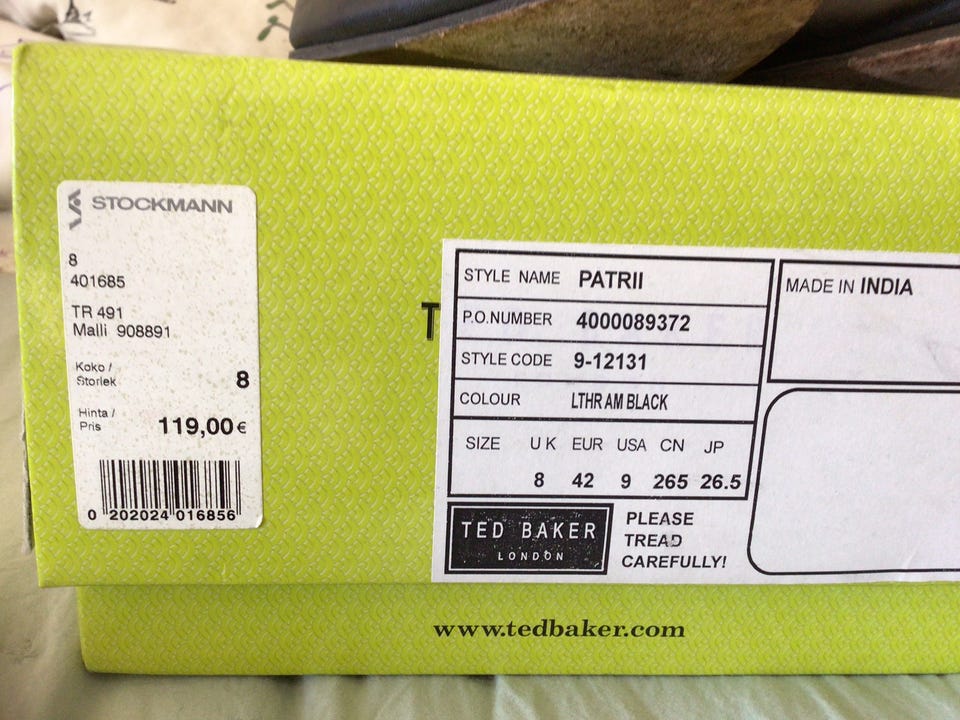 STOCKMANN
8
401685
TR 491
Malli 908891
Koko /
Storlek 8
Hinta /
Pris 119,00 €
0 202024 016856
T
STYLE NAME PATRII
P.O.NUMBER 4000089372
STYLE CODE 9-12131
COLOUR LTHR AM BLACK
SIZE UK EUR USA CN JP
8 42 9 265 26.5
MADE IN INDIA
TED BAKER
LONDON
PLEASE
TREAD
CAREFULLY!
www.tedbaker.com